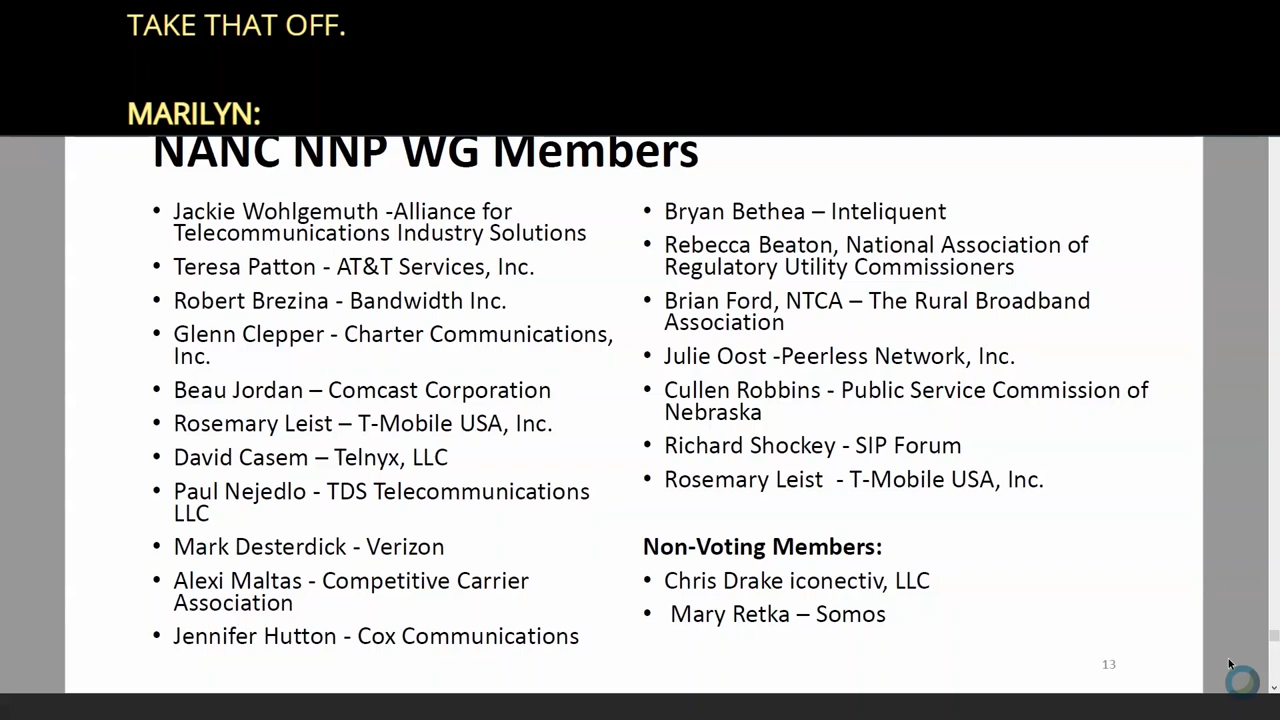 TAKE THAT OFF.
MARILYN:
NANC NNP WG Members
• Jackie Wohlgemuth -Alliance for
Telecommunications Industry Solutions
• Teresa Patton - AT&T Services, Inc.
• Robert Brezina - Bandwidth Inc.
• Glenn Clepper - Charter Communications,
Inc.
• Beau Jordan – Comcast Corporation
• Rosemary Leist – T-Mobile USA, Inc.
• David Casem – Telnyx, LLC
• Paul Nejedlo - TDS Telecommunications
LLC
• Mark Desterdick - Verizon
• Alexi Maltas - Competitive Carrier
Association
• Jennifer Hutton - Cox Communications
• Bryan Bethea – Inteliquent
• Rebecca Beaton, National Association of
Regulatory Utility Commissioners
• Brian Ford, NTCA – The Rural Broadband
Association
• Julie Oost -Peerless Network, Inc.
• Cullen Robbins - Public Service Commission of
Nebraska
• Richard Shockey - SIP Forum
• Rosemary Leist - T-Mobile USA, Inc.
Non-Voting Members:
• Chris Drake iconectiv, LLC
• Mary Retka – Somos
13